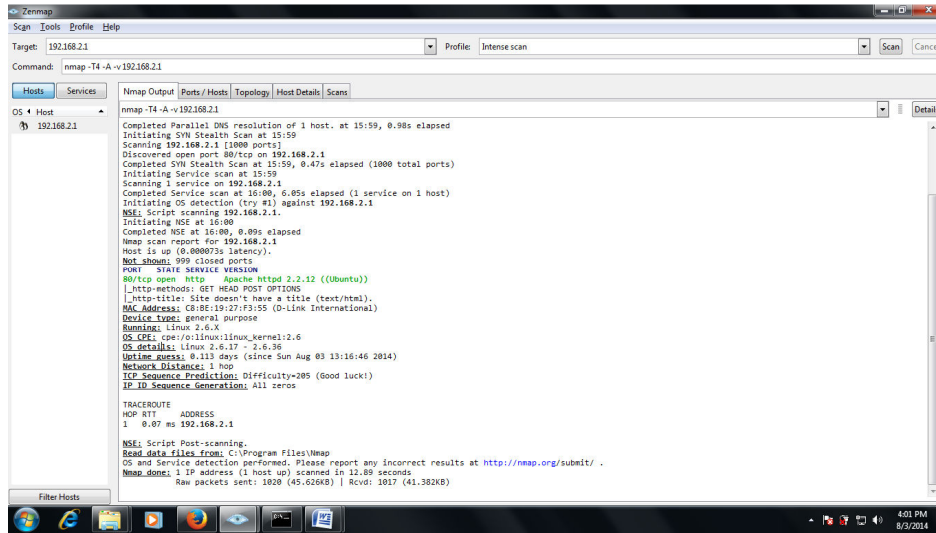 Zenmap
Scan Tools Profile Help
Target: 192.168.2.1 Profile: Intense scan Scan Cance
Command: nmap -T4 -A -v 192.168.2.1
Hosts Services Nmap Output Ports / Hosts Topology Host Details Scans
OS Host nmap -T4 -A -v 192.168.2.1 Detail
192.168.2.1
Completed Parallel DNS resolution of 1 host. at 15:59, 0.98s elapsed
Initiating SYN Stealth Scan at 15:59
Scanning 192.168.2.1 [1000 ports]
Discovered open port 80/tcp on 192.168.2.1
Completed SYN Stealth Scan at 15:59, 0.47s elapsed (1000 total ports)
Initiating Service scan at 15:59
Scanning 1 service on 192.168.2.1
Completed Service scan at 16:00, 6.05s elapsed (1 service on 1 host)
Initiating OS detection (try #1) against 192.168.2.1
NSE: Script scanning 192.168.2.1.
Initiating NSE at 16:00
Completed NSE at 16:00, 0.09s elapsed
Nmap scan report for 192.168.2.1
Host is up (0.000073s latency).
Not shown: 999 closed ports
PORT STATE SERVICE VERSION
80/tcp open http Apache httpd 2.2.12 ((Ubuntu))
|_http-methods: GET HEAD POST OPTIONS
|_http-title: Site doesn't have a title (text/html).
MAC Address: C8:BE:19:27:F3:55 (D-Link International)
Device type: general purpose
Running: Linux 2.6.X
OS CPE: cpe:/o:linux:linux_kernel:2.6
OS details: Linux 2.6.17 - 2.6.36
Uptime guess: 0.113 days (since Sun Aug 03 13:16:46 2014)
Network Distance: 1 hop
TCP Sequence Prediction: Difficulty=205 (Good luck!)
IP ID Sequence Generation: All zeros
TRACEROUTE
HOP RTT ADDRESS
1 0.07 ms 192.168.2.1
NSE: Script Post-scanning.
Read data files from: C:\Program Files\Nmap
OS and Service detection performed. Please report any incorrect results at http://nmap.org/submit/ .
Nmap done: 1 IP address (1 host up) scanned in 12.89 seconds
Raw packets sent: 1020 (45.626KB) | Rcvd: 1017 (41.382KB)
Filter Hosts
4:01 PM
8/3/2014